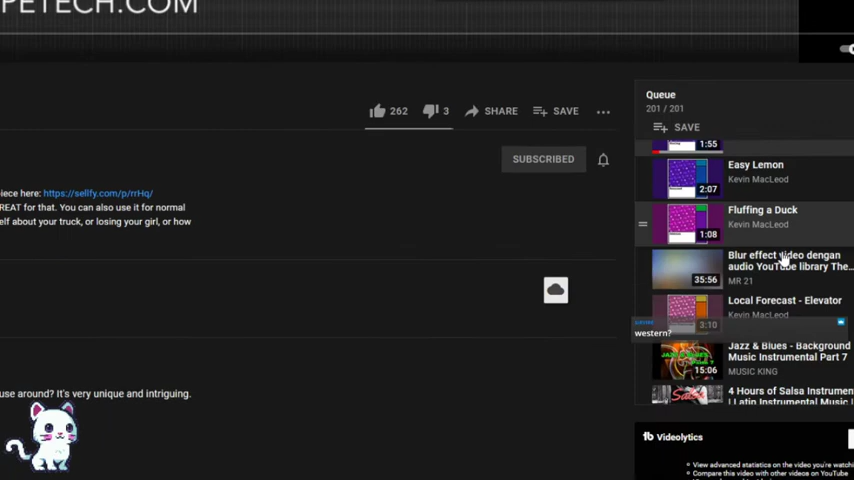 PETECH.COM
262
3
SHARE
SAVE
SUBSCRIBED
iece here: https://sellfy.com/p/rrHq/
REAT for that. You can also use it for normal
elf about your truck, or losing your girl, or how
use around? It's very unique and intriguing.
Queue
201 / 201
SAVE
1:55
Easy Lemon
Kevin MacLeod
2:07
Fluffing a Duck
Kevin MacLeod
1:08
Blur effect video dengan
audio YouTube library The...
MR 21
35:56
Local Forecast - Elevator
Kevin MacLeod
3:10
western?
Jazz & Blues - Background
Music Instrumental Part 7
MUSIC KING
15:06
4 Hours of Salsa Instrumen
Latin Instrumental Music
Videolytics
View advanced statistics on the video you're watchi
Compare this video with other videos on YouTube